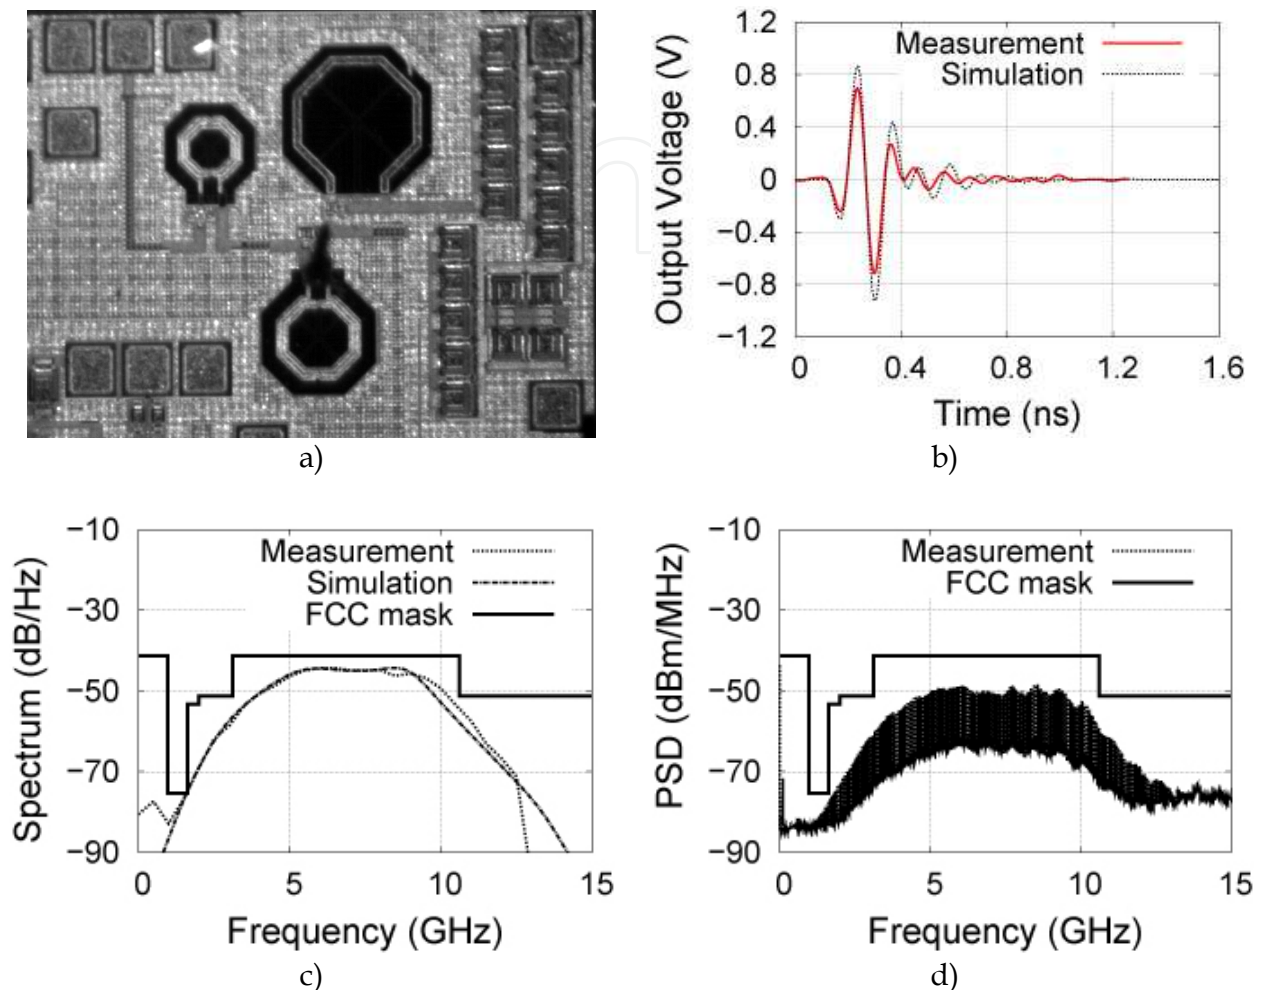 1.2
0.8
0.4
0
−0.4
−0.8
−1.2
Output Voltage (V)
Measurement
Simulation
0 0.4 0.8 1.2 1.6
Time (ns)
a)
b)
−10
−30
−50
−70
−90
Spectrum (dB/Hz)
Measurement
Simulation
FCC mask
0 5 10 15
Frequency (GHz)
c)
−10
−30
−50
−70
−90
PSD (dBm/MHz)
Measurement
FCC mask
0 5 10 15
Frequency (GHz)
d)